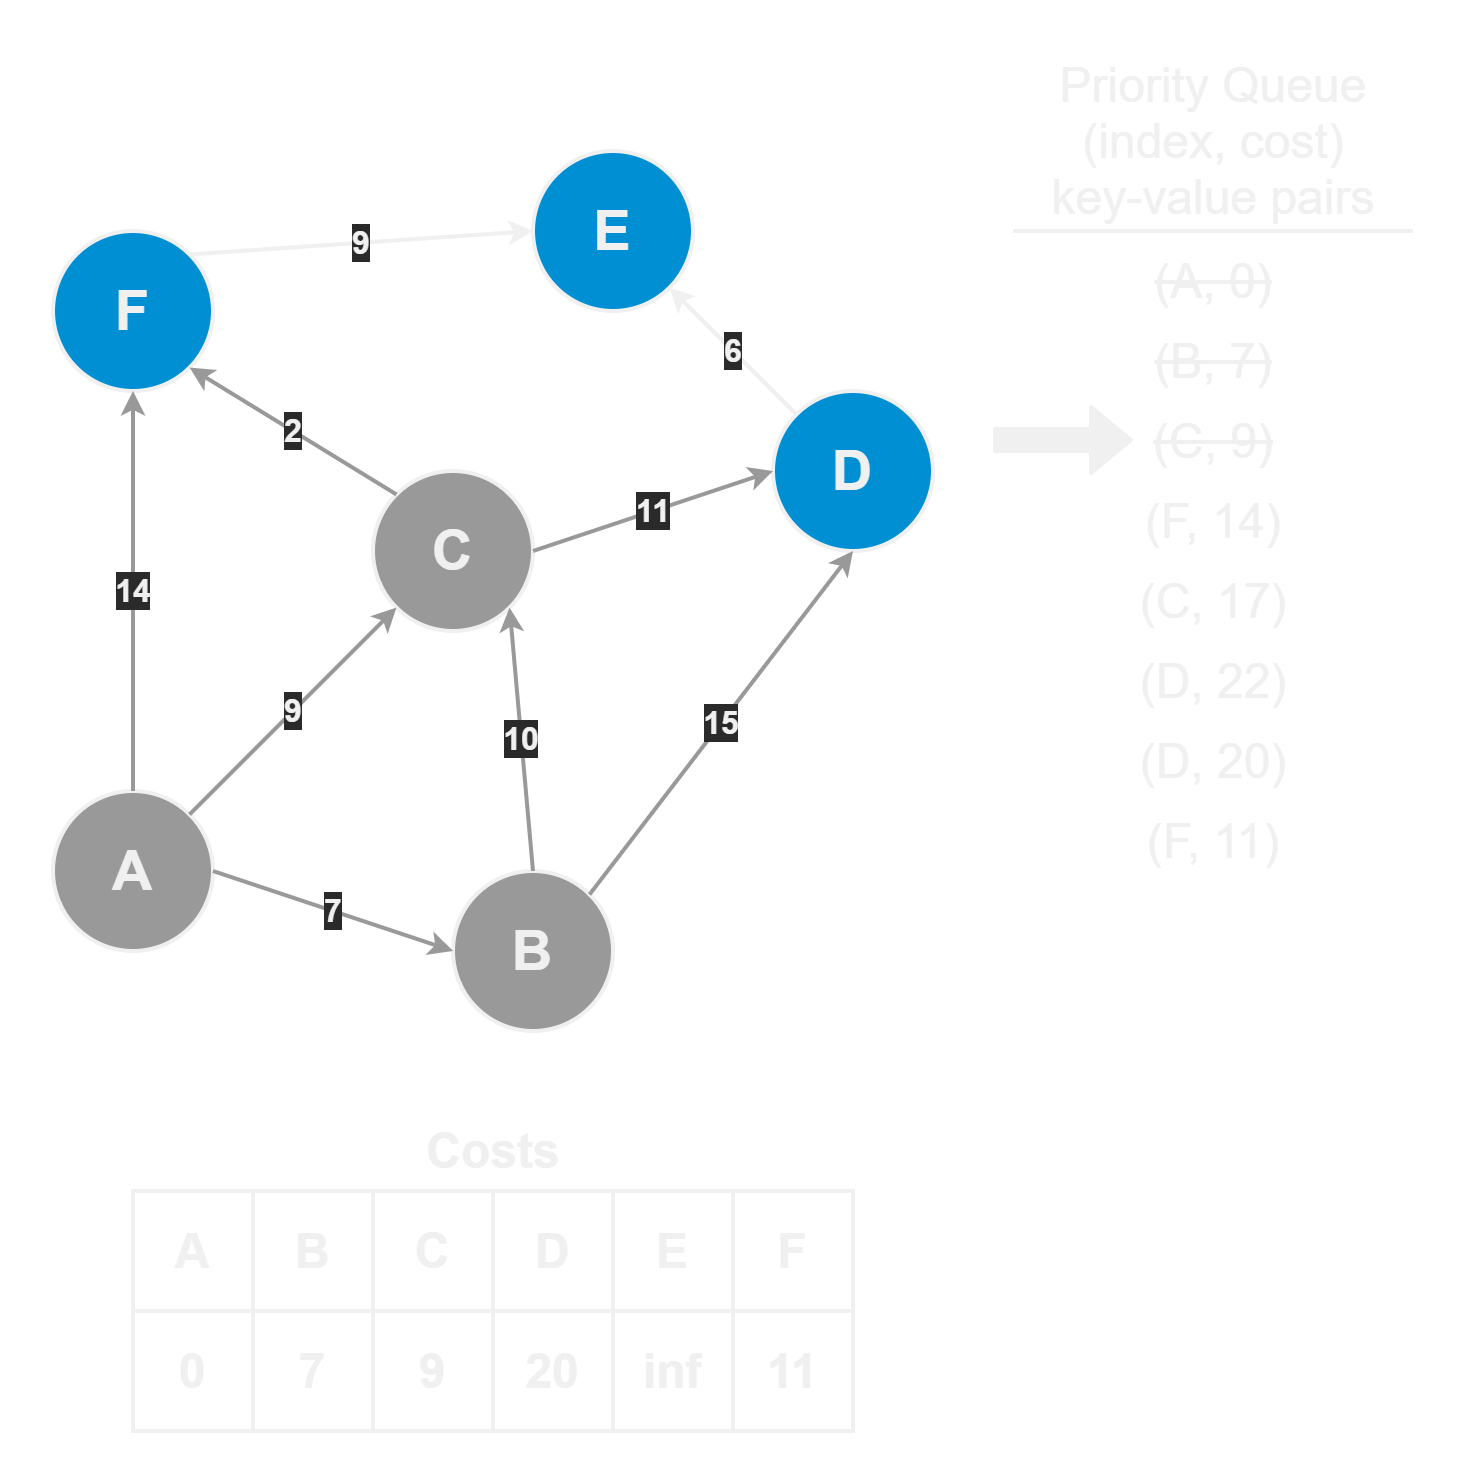 Priority Queue
(index, cost)
key-value pairs
(A, 0)
(B, 7)
(C, 9)
(F, 14)
(C, 17)
(D, 22)
(D, 20)
(F, 11)
E
9
F
6
2
D
11
C
14
9
10
15
A
7
B
Costs
A B C D E F
0 7 9 20 inf 11